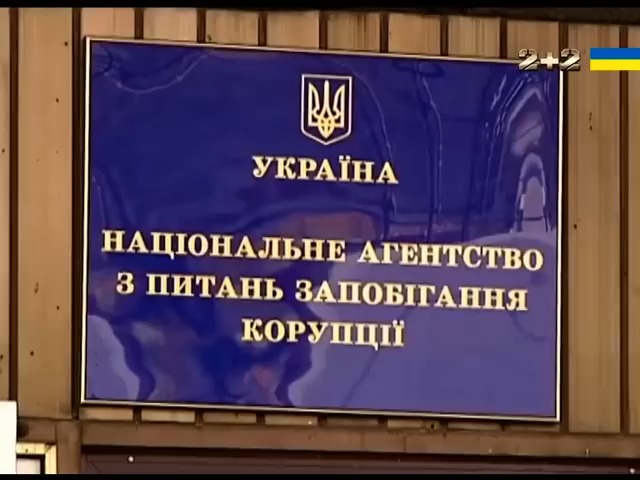 2+2
УКРАЇНА
НАЦІОНАЛЬНЕ АГЕНТСТВО
З ПИТАНЬ ЗАПОБІГАННЯ
КОРУПЦІЇ